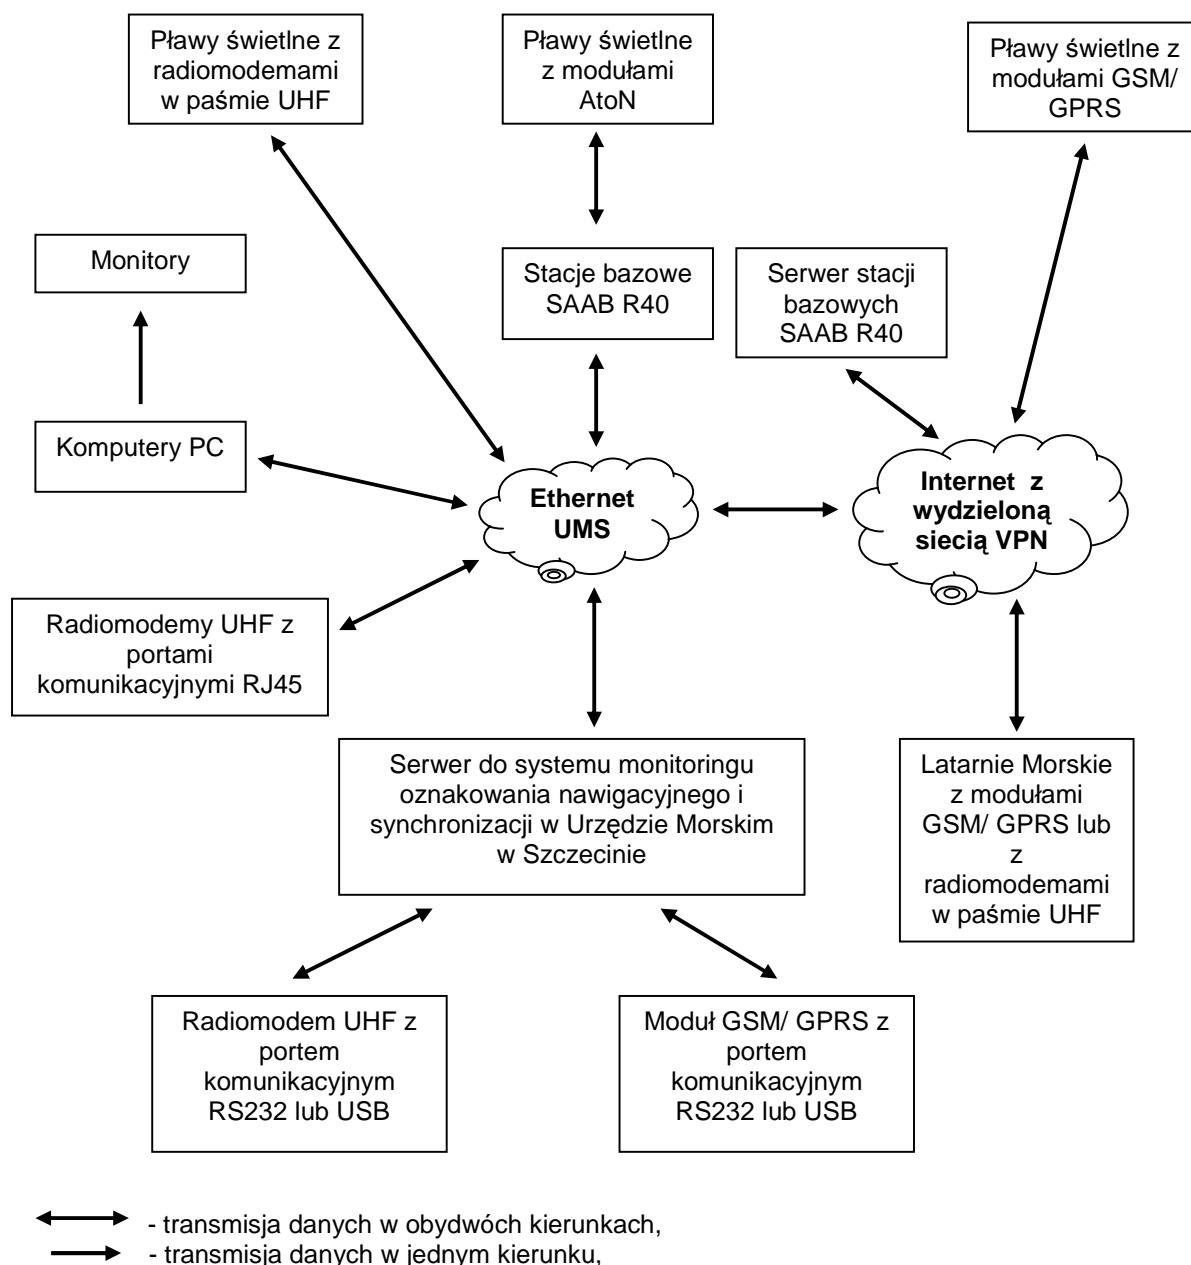 Pławy świetlne z
radiomodemami
w paśmie UHF
Pławy świetlne
z modułami
AtoN
Pławy świetlne z
modułami GSM/
GPRS
Monitory
Stacje bazowe
SAAB R40
Serwer stacji
bazowych
SAAB R40
Komputery PC
Ethernet
UMS
Internet z
wydzieloną
siecią VPN
Radiomodemy UHF z
portami
komunikacyjnymi RJ45
Serwer do systemu monitoringu
oznakowania nawigacyjnego i
synchronizacji w Urzędzie Morskim
w Szczecinie
Latarnie Morskie
z modułami
GSM/ GPRS lub
z
radiomodemami
w paśmie UHF
Radiomodem UHF z
portem
komunikacyjnym
RS232 lub USB
Moduł GSM/ GPRS z
portem
komunikacyjnym
RS232 lub USB
- transmisja danych w obydwóch kierunkach,
- transmisja danych w jednym kierunku,